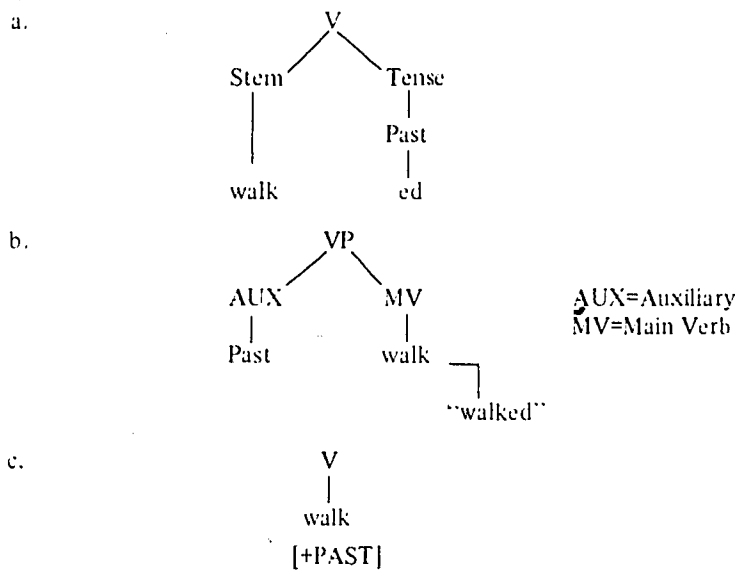 a.
V
Stem Tense
Past
walk ed
b.
VP
AUX MV AUX=Auxiliary
MV=Main Verb
Past walk
"walked"
c.
V
walk
[+PAST]